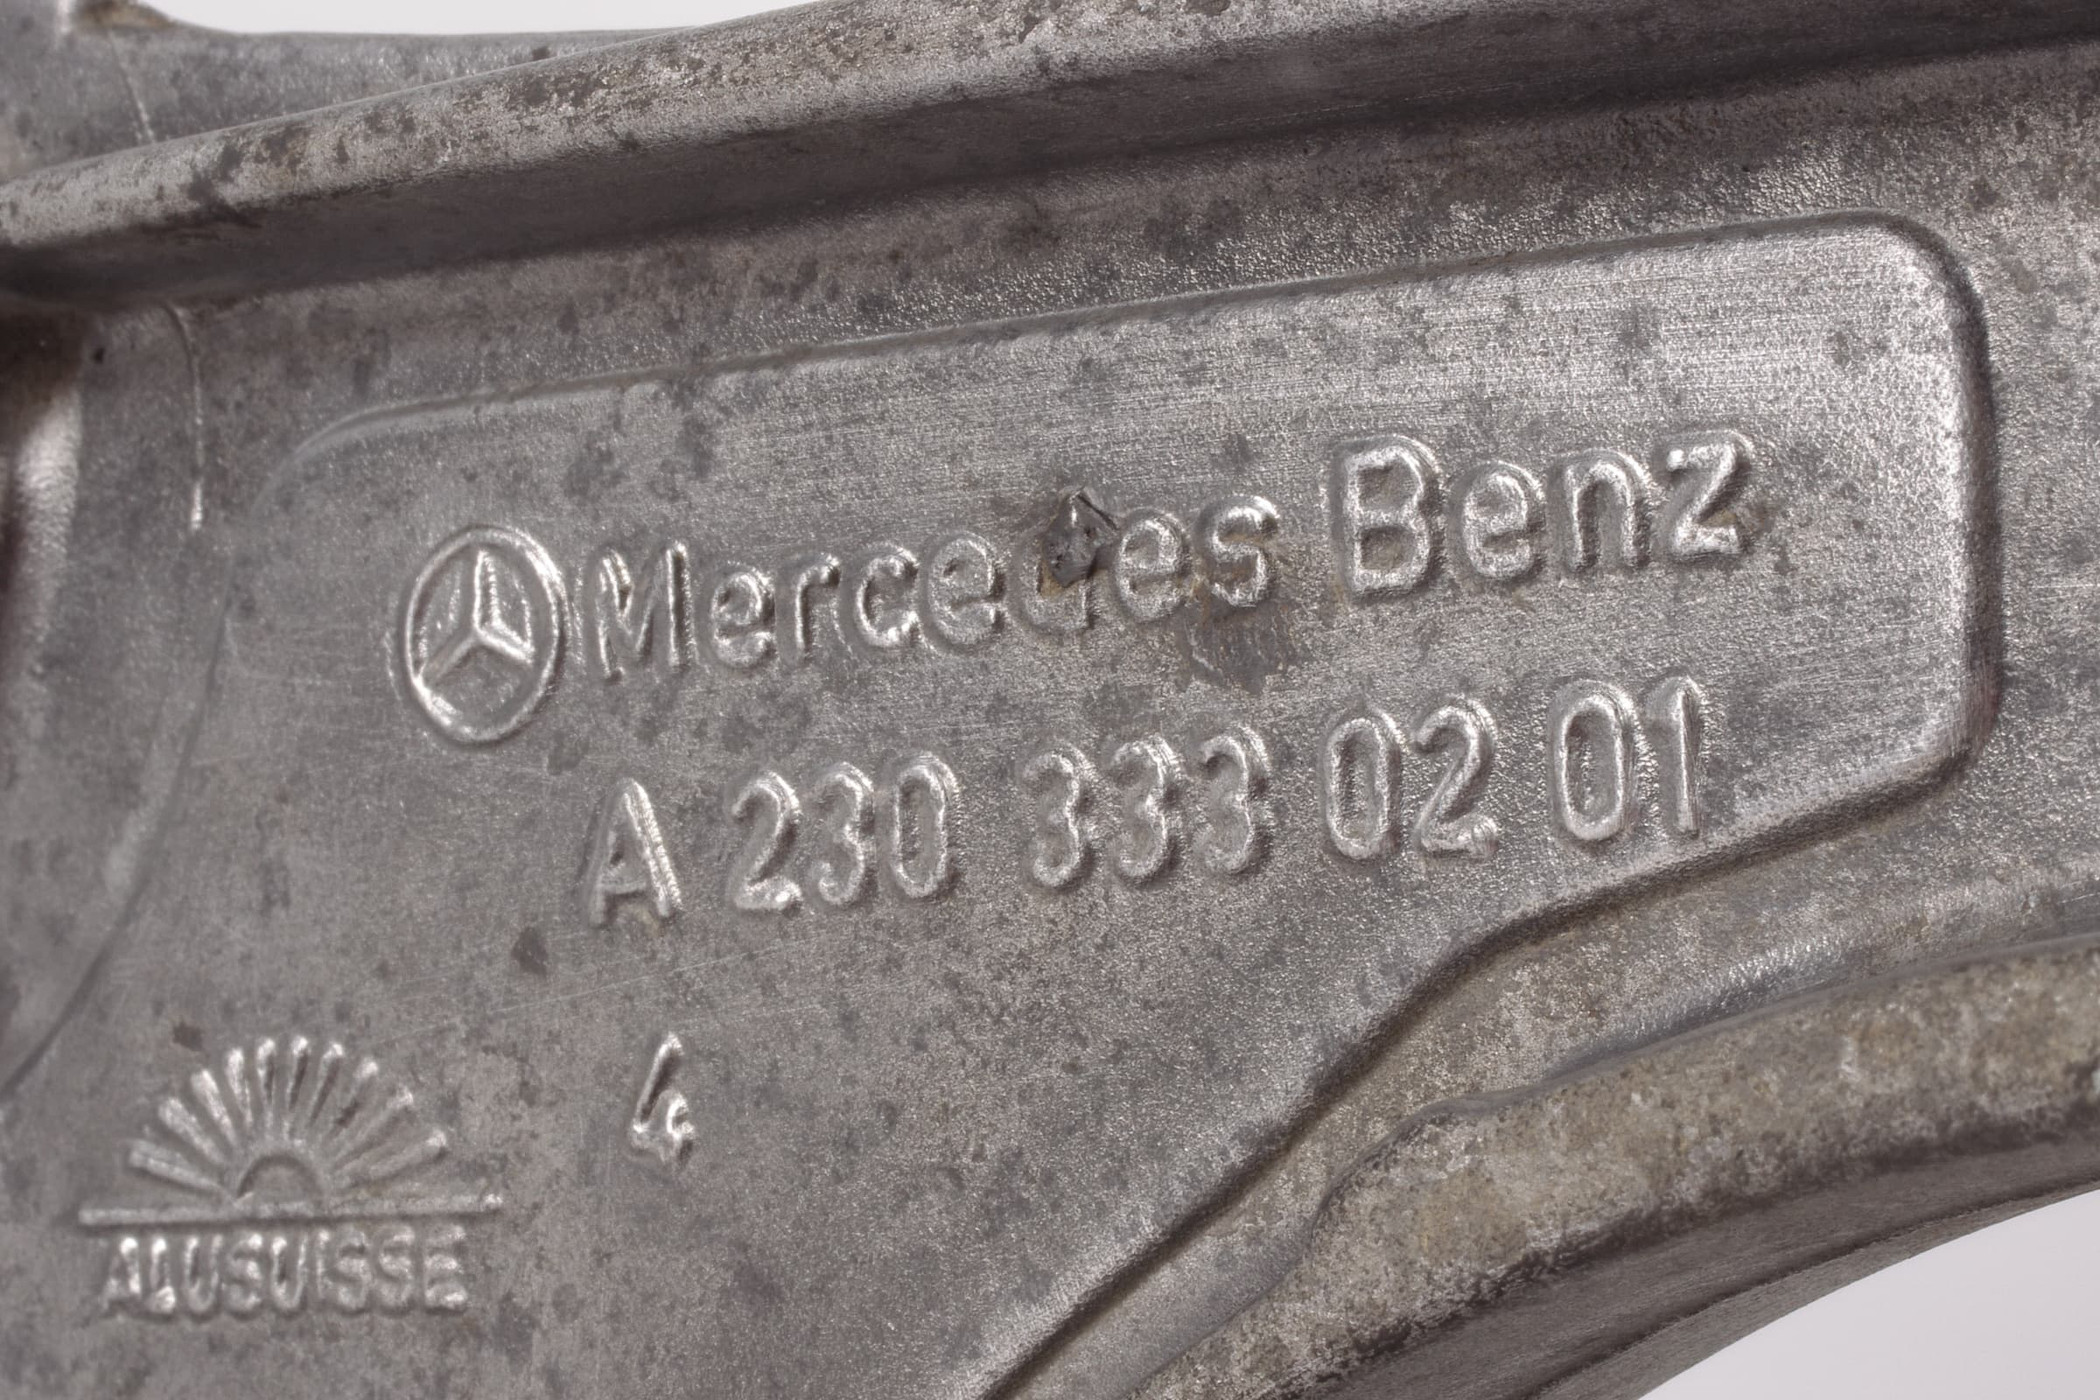 Mercedes Benz
A 230 333 02 01
4
ALUSUISSE